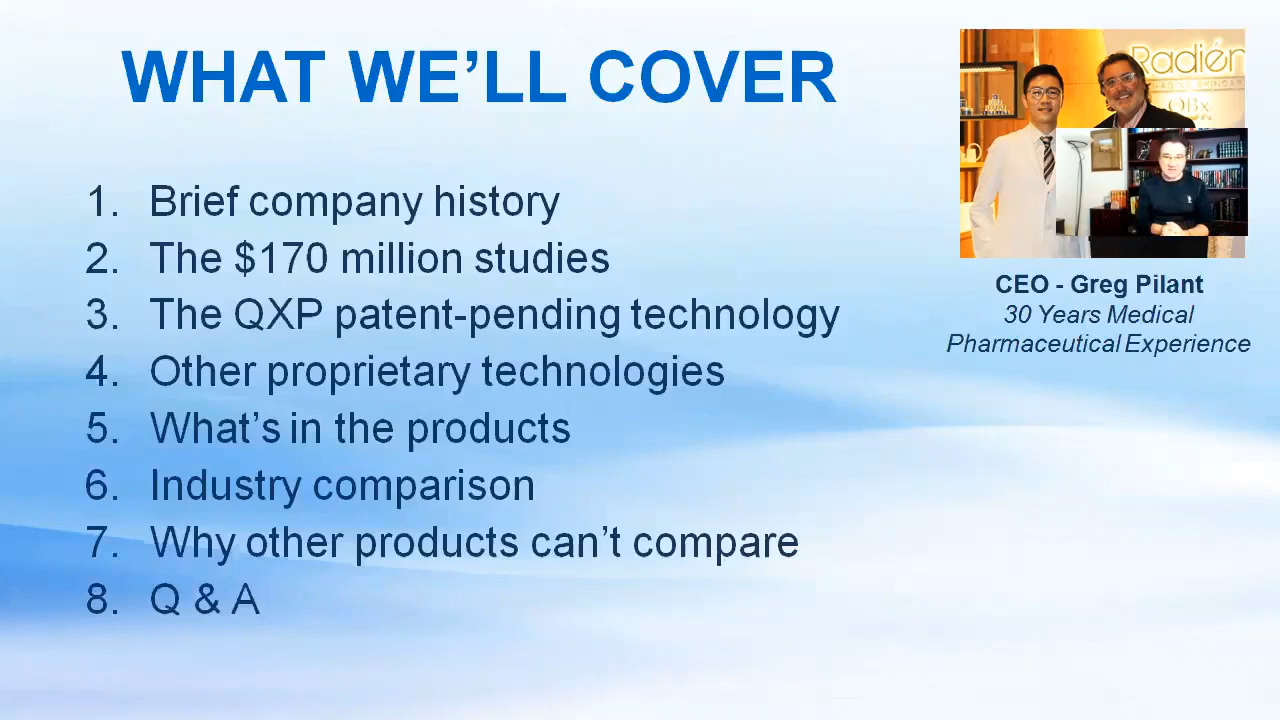 WHAT WE’LL COVER
1. Brief company history
2. The $170 million studies
3. The QXP patent-pending technology
4. Other proprietary technologies
5. What’s in the products
6. Industry comparison
7. Why other products can’t compare
8. Q & A
Radién
QBx
CEO - Greg Pilant
30 Years Medical
Pharmaceutical Experience